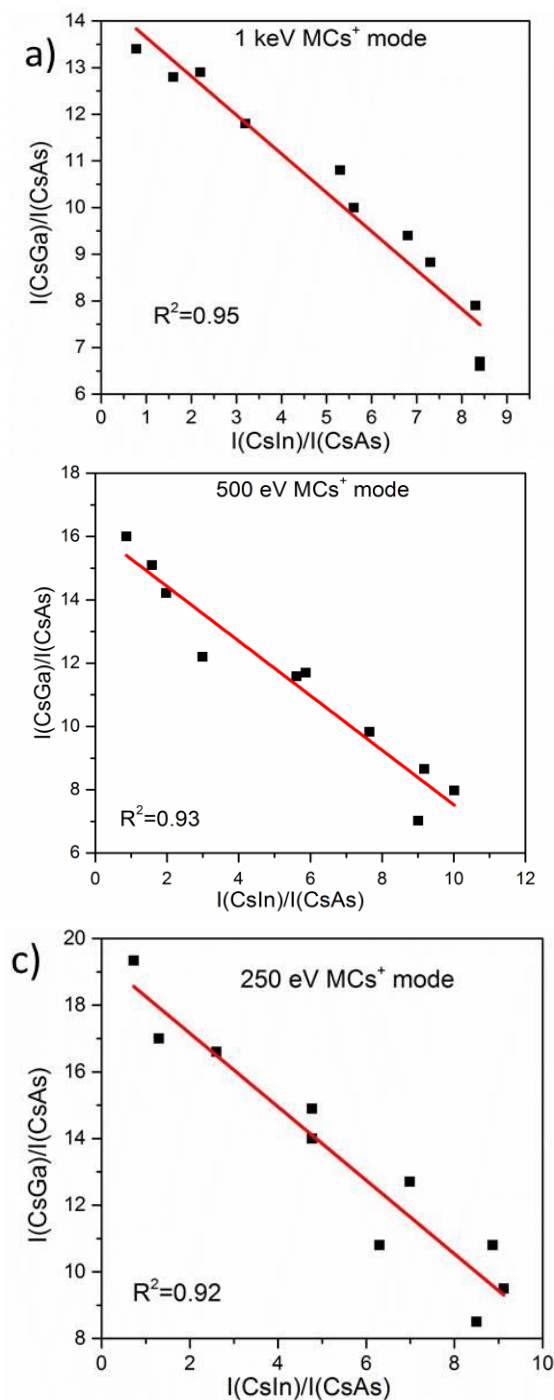 a)
1 keV MCs⁺ mode
14
13
12
11
10
9
8
7
6
I(CsGa)/I(CsAs)
R²=0.95
1 2 3 4 5 6 7 8 9
I(CsIn)/I(CsAs)
500 eV MCs⁺ mode
18
16
14
12
10
8
6
I(CsGa)/I(CsAs)
R²=0.93
0 2 4 6 8 10 12
I(CsIn)/I(CsAs)
c)
250 eV MCs⁺ mode
20
18
16
14
12
10
8
I(CsGa)/I(CsAs)
R²=0.92
0 2 4 6 8 10
I(CsIn)/I(CsAs)